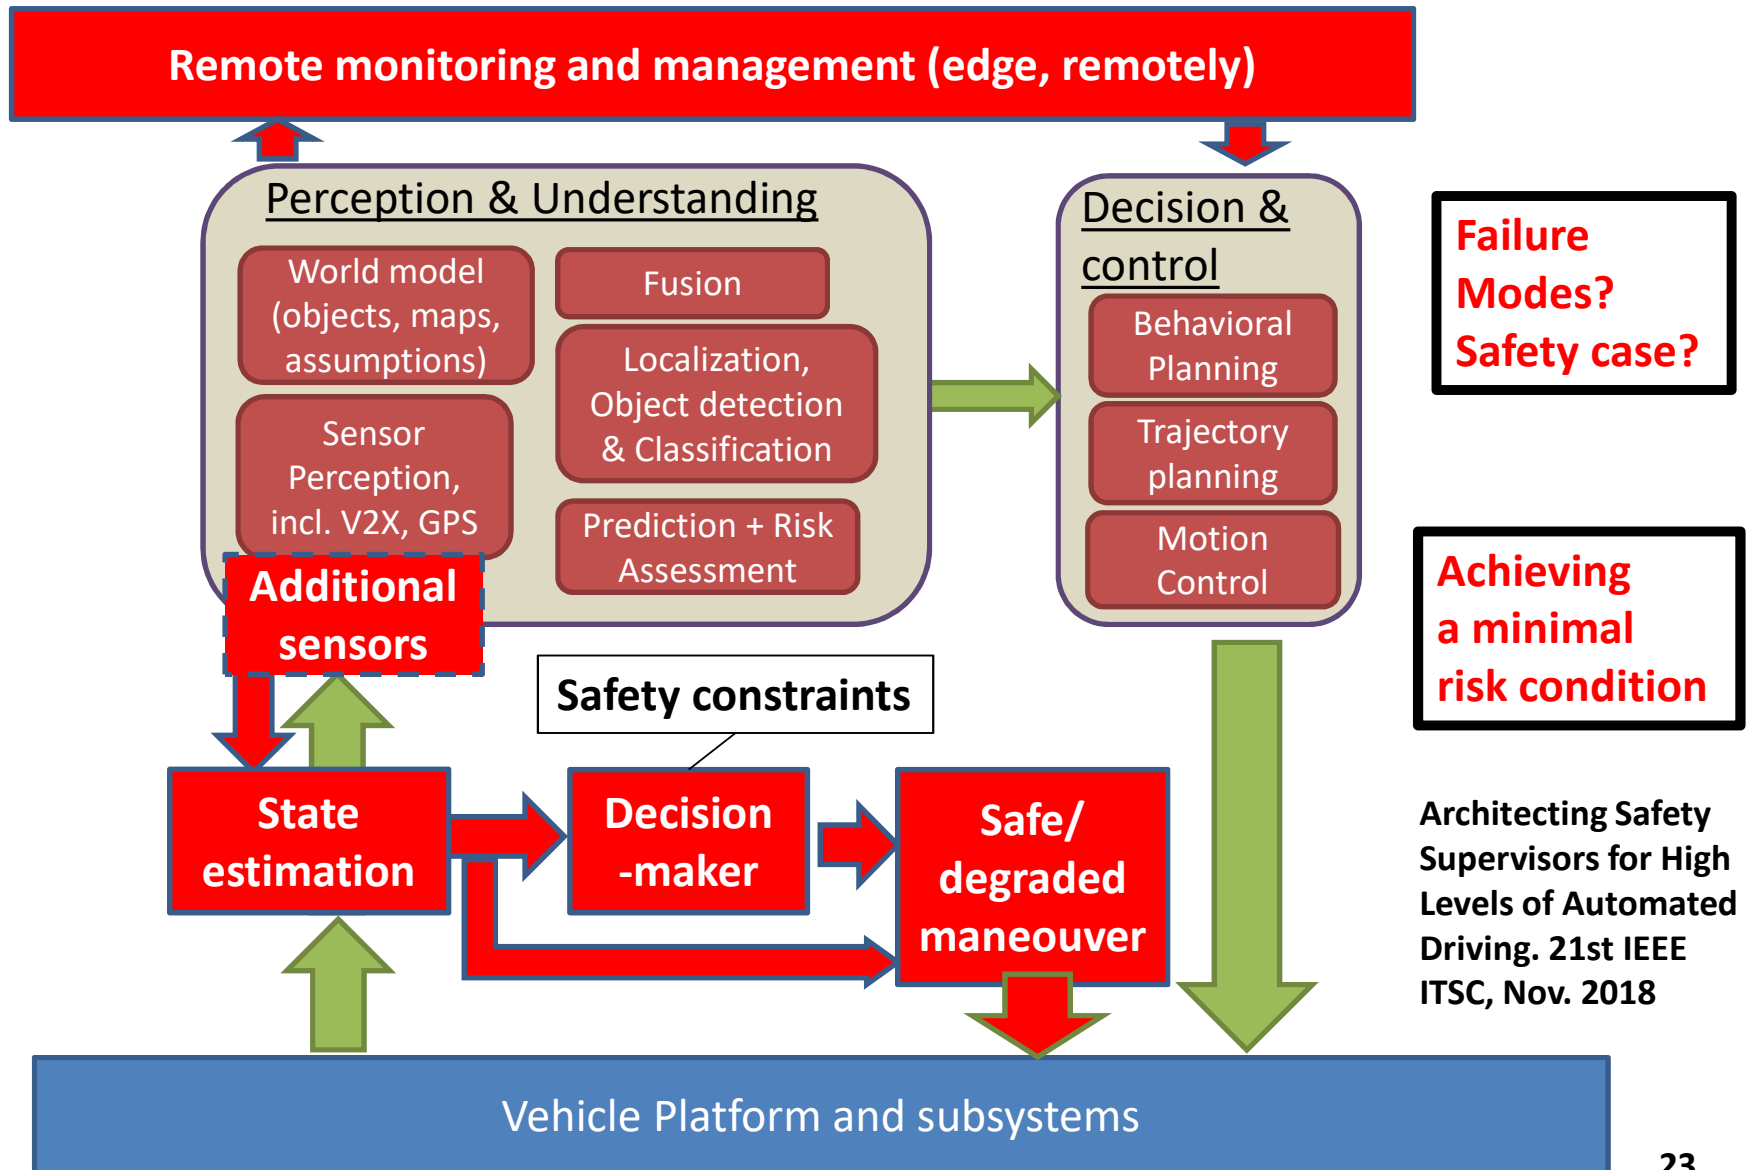 Remote monitoring and management (edge, remotely)
Perception & Understanding
World model
(objects, maps,
assumptions)
Fusion
Localization,
Object detection
& Classification
Sensor
Perception,
incl. V2X, GPS
Prediction + Risk
Assessment
Additional
sensors
Decision &
control
Behavioral
Planning
Trajectory
planning
Motion
Control
Failure
Modes?
Safety case?
Achieving
a minimal
risk condition
Safety constraints
State
estimation
Decision
-maker
Safe/
degraded
maneouver
Architecting Safety
Supervisors for High
Levels of Automated
Driving. 21st IEEE
ITSC, Nov. 2018
Vehicle Platform and subsystems
23